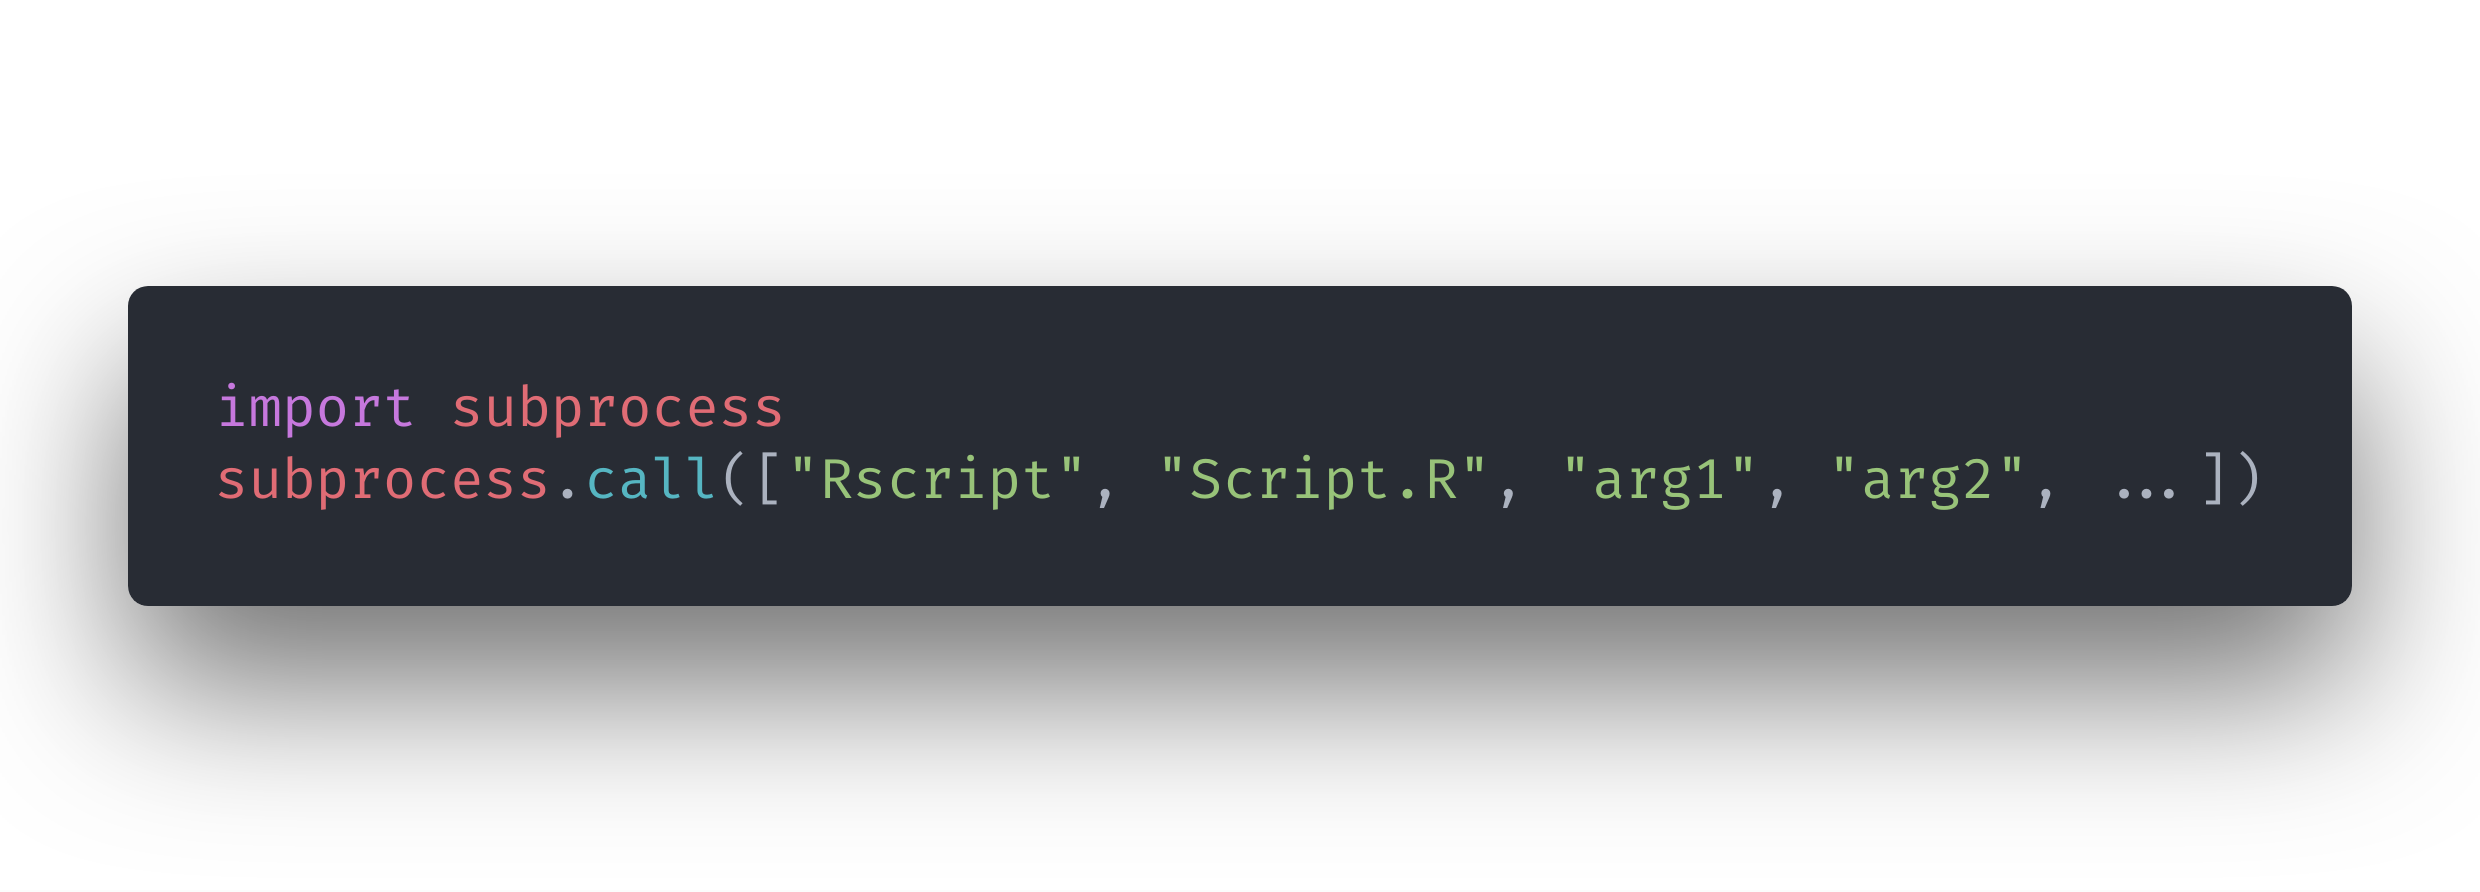 import subprocess
subprocess.call(["Rscript", "Script.R", "arg1", "arg2", ...])